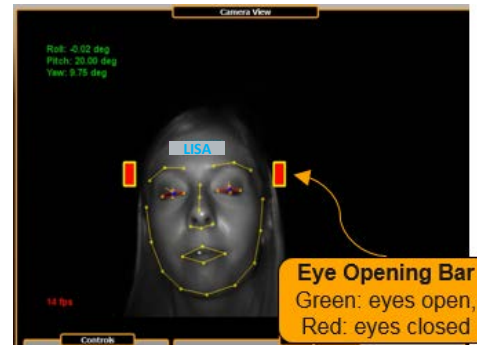 Camera View
Roll: -0.02 deg
Pitch: 20.00 deg
Yaw: 9.75 deg
LISA
Eye Opening Bar
Green: eyes open,
Red: eyes closed
14 fps
Controls